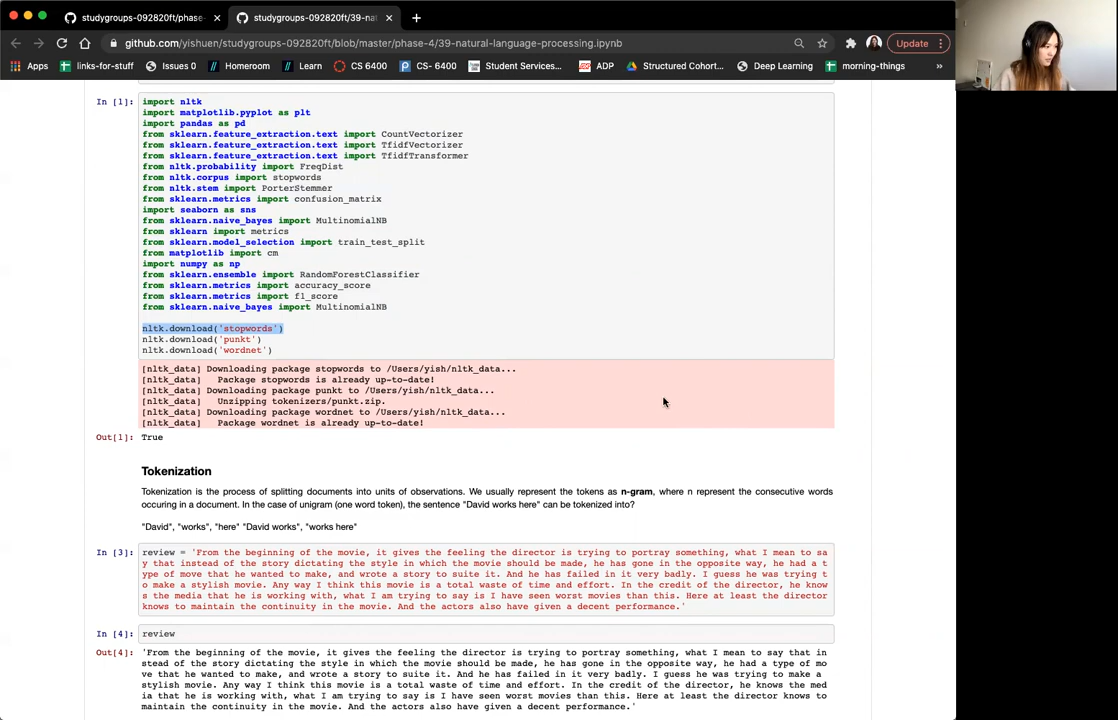 studygroups-092820ft/phase-
studygroups-092820ft/39-nat
github.com/yishuen/studygroups-092820ft/blob/master/phase-4/39-natural-language-processing.ipynb
Update
Apps links-for-stuff Issues 0 Homeroom Learn CS 6400 CS- 6400 Student Services... ADP Structured Cohort... Deep Learning morning-things »
In [1]: import nltk
import matplotlib.pyplot as plt
import pandas as pd
from sklearn.feature_extraction.text import CountVectorizer
from sklearn.feature_extraction.text import TfidfVectorizer
from sklearn.feature_extraction.text import TfidfTransformer
from nltk.probability import FreqDist
from nltk.corpus import stopwords
from nltk.stem import PorterStemmer
from sklearn.metrics import confusion_matrix
import seaborn as sns
from sklearn.naive_bayes import MultinomialNB
from sklearn import metrics
from sklearn.model_selection import train_test_split
from matplotlib import cm
import numpy as np
from sklearn.ensemble import RandomForestClassifier
from sklearn.metrics import accuracy_score
from sklearn.metrics import f1_score
from sklearn.naive_bayes import MultinomialNB
nltk.download('stopwords')
nltk.download('punkt')
nltk.download('wordnet')
[nltk_data] Downloading package stopwords to /Users/yish/nltk_data...
[nltk_data]   Package stopwords is already up-to-date!
[nltk_data] Downloading package punkt to /Users/yish/nltk_data...
[nltk_data]   Unzipping tokenizers/punkt.zip.
[nltk_data] Downloading package wordnet to /Users/yish/nltk_data...
[nltk_data]   Package wordnet is already up-to-date!
Out[1]: True
Tokenization
Tokenization is the process of splitting documents into units of observations. We usually represent the tokens as n-gram, where n represent the consecutive words
occuring in a document. In the case of unigram (one word token), the sentence "David works here" can be tokenized into?
"David", "works", "here" "David works", "works here"
In [3]: review = 'From the beginning of the movie, it gives the feeling the director is trying to portray something, what I mean to sa
y that instead of the story dictating the style in which the movie should be made, he has gone in the opposite way, he had a t
ype of move that he wanted to make, and wrote a story to suite it. And he has failed in it very badly. I guess he was trying t
o make a stylish movie. Any way I think this movie is a total waste of time and effort. In the credit of the director, he know
s the media that he is working with, what I am trying to say is I have seen worst movies than this. Here at least the director
knows to maintain the continuity in the movie. And the actors also have given a decent performance.'
In [4]: review
Out[4]: 'From the beginning of the movie, it gives the feeling the director is trying to portray something, what I mean to say that in
stead of the story dictating the style in which the movie should be made, he has gone in the opposite way, he had a type of mo
ve that he wanted to make, and wrote a story to suite it. And he has failed in it very badly. I guess he was trying to make a
stylish movie. Any way I think this movie is a total waste of time and effort. In the credit of the director, he knows the med
ia that he is working with, what I am trying to say is I have seen worst movies than this. Here at least the director knows to
maintain the continuity in the movie. And the actors also have given a decent performance.'